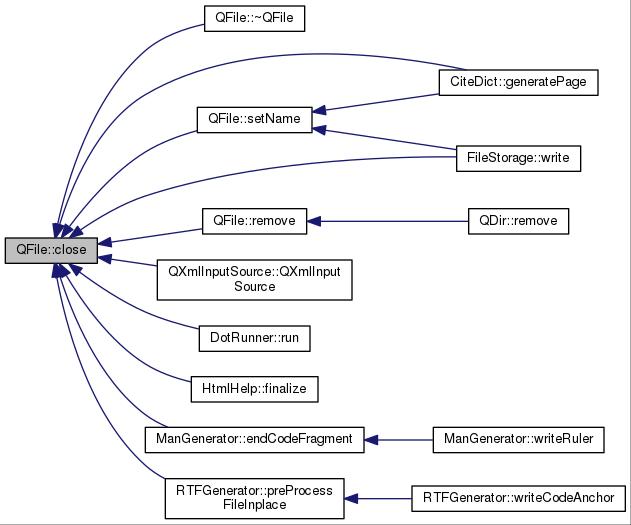 QFile::~QFile
CiteDict::generatePage
QFile::setName
FileStorage::write
QFile::remove
QDir::remove
QFile::close
QXmlInputSource::QXmlInput
Source
DotRunner::run
HtmlHelp::finalize
ManGenerator::endCodeFragment
ManGenerator::writeRuler
RTFGenerator::preProcess
FileInplace
RTFGenerator::writeCodeAnchor